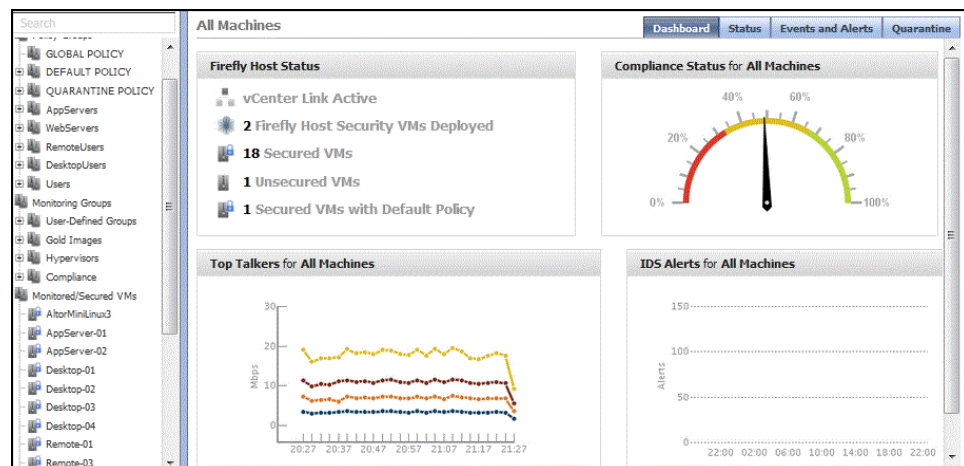 Search
Policy Groups
GLOBAL POLICY
DEFAULT POLICY
QUARANTINE POLICY
AppServers
WebServers
RemoteUsers
DesktopUsers
Users
Monitoring Groups
User-Defined Groups
Gold Images
Hypervisors
Compliance
Monitored/Secured VMs
AltorMiniLinux3
AppServer-01
AppServer-02
Desktop-01
Desktop-02
Desktop-03
Desktop-04
Remote-01
Remote-03
All Machines
Dashboard Status Events and Alerts Quarantine
Firefly Host Status
vCenter Link Active
2 Firefly Host Security VMs Deployed
18 Secured VMs
1 Unsecured VMs
1 Secured VMs with Default Policy
Compliance Status for All Machines
40% 60%
20% 80%
0% 100%
Top Talkers for All Machines
30
20
10
0
Mbps
20:27 20:37 20:47 20:57 21:07 21:17 21:27
IDS Alerts for All Machines
150
100
50
0
Alerts
22:00 02:00 06:00 10:00 14:00 18:00 22:00